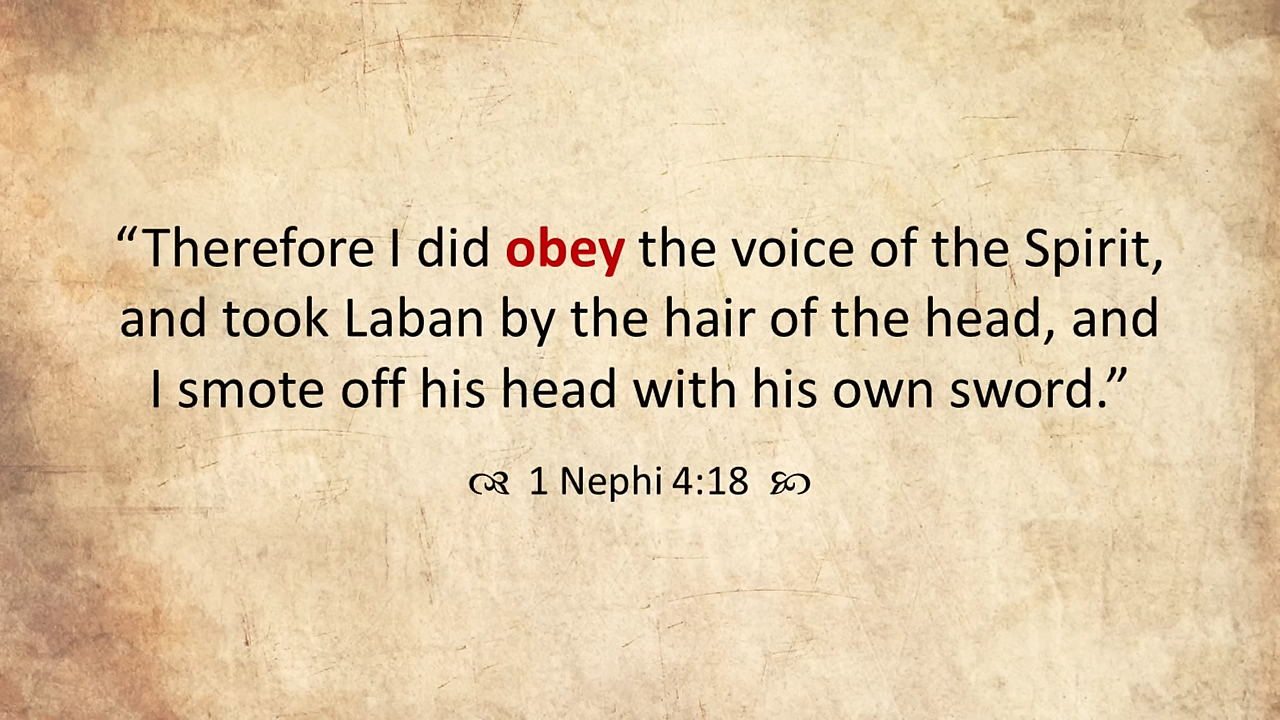 “Therefore I did obey the voice of the Spirit,
and took Laban by the hair of the head, and
I smote off his head with his own sword.”
1 Nephi 4:18